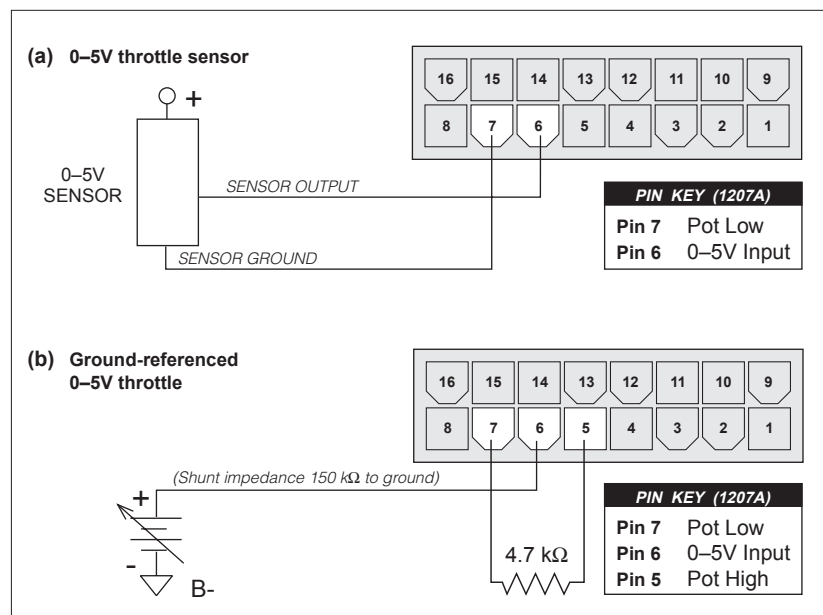 (a) 0–5V throttle sensor
16 15 14 13 12 11 10 9
8 7 6 5 4 3 2 1
+
0–5V
SENSOR
SENSOR OUTPUT
SENSOR GROUND
PIN KEY (1207A)
Pin 7 Pot Low
Pin 6 0–5V Input
(b) Ground-referenced
0–5V throttle
16 15 14 13 12 11 10 9
8 7 6 5 4 3 2 1
(Shunt impedance 150 kΩ to ground)
+
-
B-
4.7 kΩ
PIN KEY (1207A)
Pin 7 Pot Low
Pin 6 0–5V Input
Pin 5 Pot High